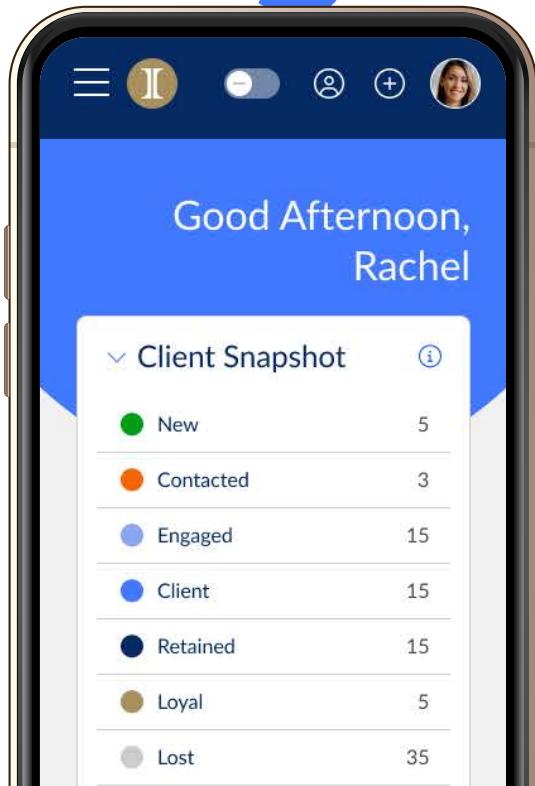 Good Afternoon,
Rachel
Client Snapshot
New 5
Contacted 3
Engaged 15
Client 15
Retained 15
Loyal 5
Lost 35